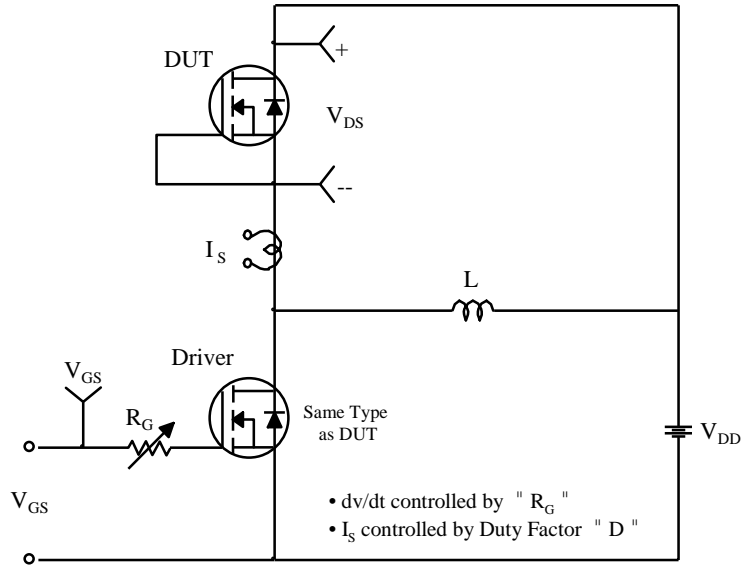 DUT
+
V_DS
--
I_S
L
Driver
V_GS
R_G
Same Type
as DUT
V_DD
V_GS
• dv/dt controlled by " R_G "
• I_S controlled by Duty Factor " D "